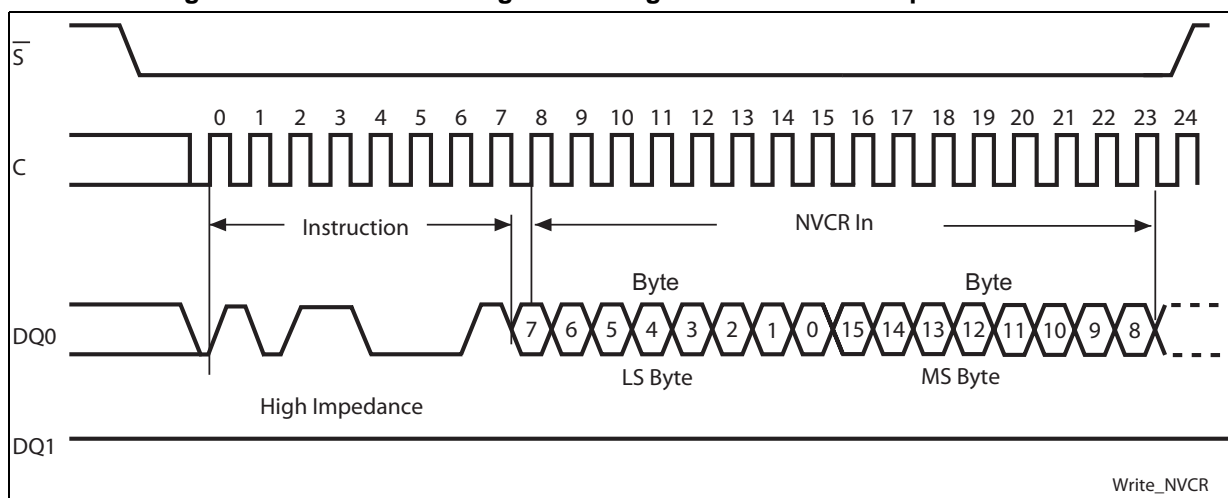 S
0 1 2 3 4 5 6 7 8 9 10 11 12 13 14 15 16 17 18 19 20 21 22 23 24
C
Instruction
NVCR In
Byte Byte
DQ0
7 6 5 4 3 2 1 0 15 14 13 12 11 10 9 8
LS Byte MS Byte
High Impedance
DQ1
Write_NVCR